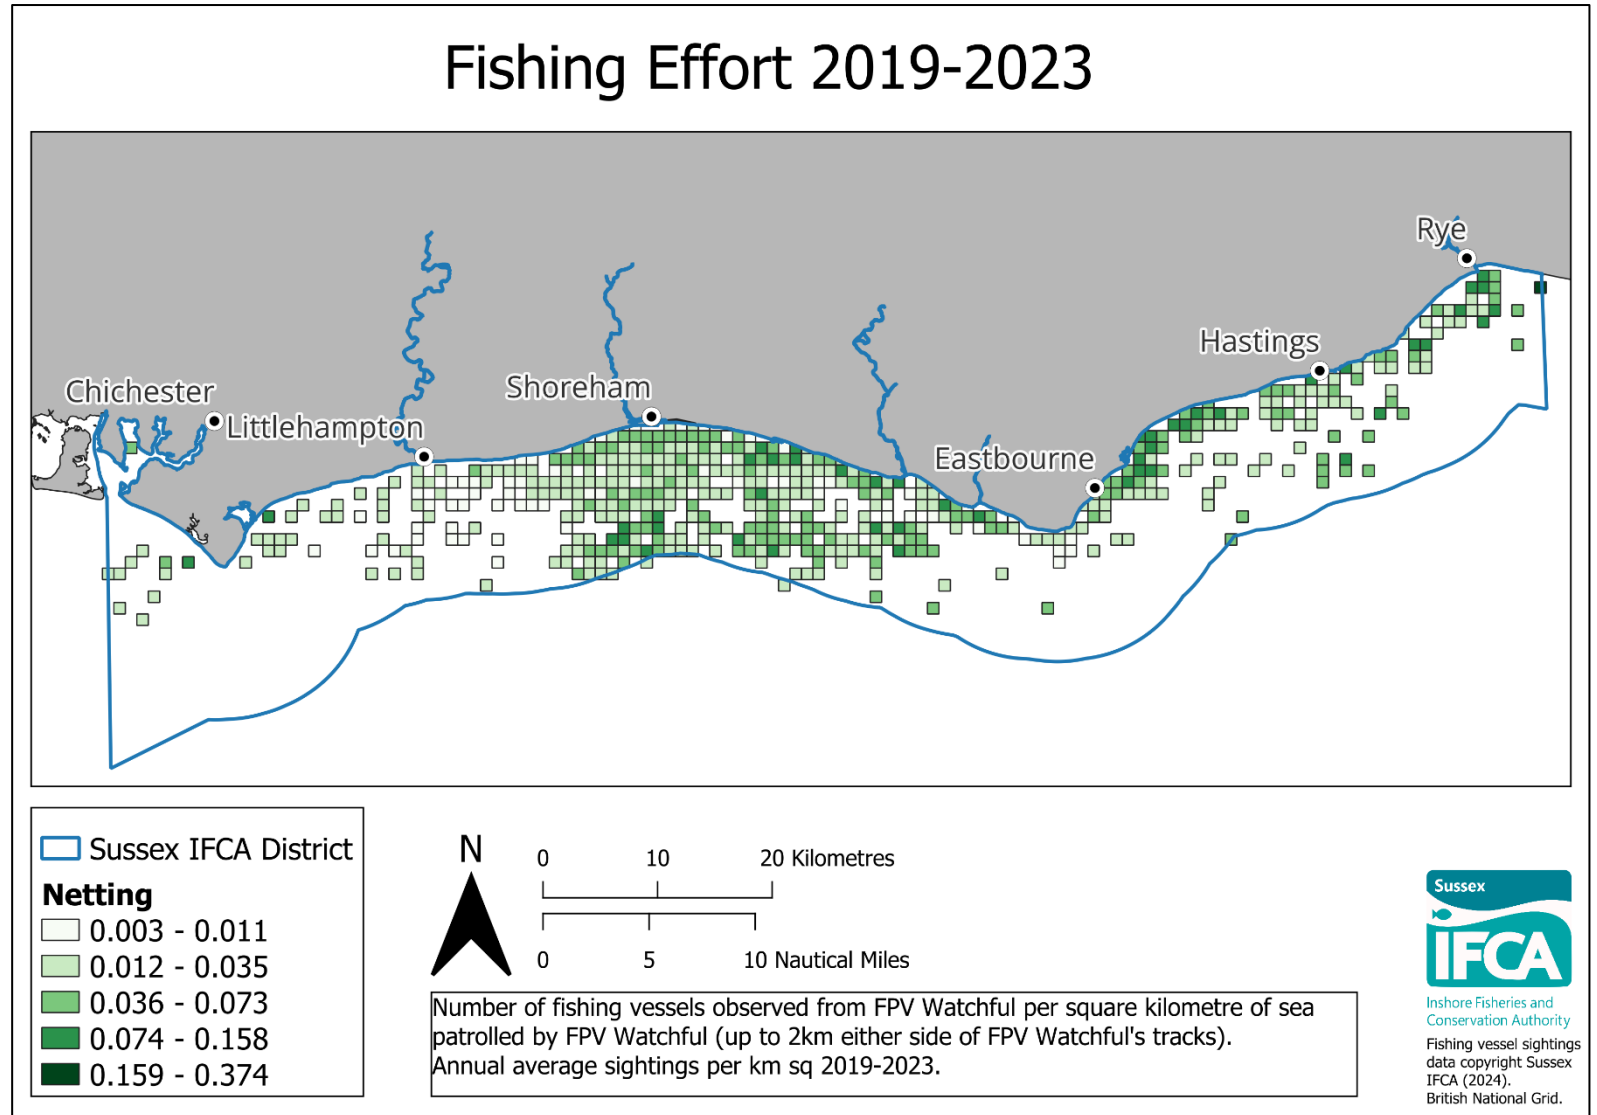 Fishing Effort 2019-2023
Rye
Hastings
Chichester
Shoreham
Littlehampton
Eastbourne
Sussex IFCA District
Netting
0.003 - 0.011
0.012 - 0.035
0.036 - 0.073
0.074 - 0.158
0.159 - 0.374
N
0 10 20 Kilometres
0 5 10 Nautical Miles
Number of fishing vessels observed from FPV Watchful per square kilometre of sea
patrolled by FPV Watchful (up to 2km either side of FPV Watchful's tracks).
Annual average sightings per km sq 2019-2023.
Sussex
IFCA
Inshore Fisheries and
Conservation Authority
Fishing vessel sightings
data copyright Sussex
IFCA (2024).
British National Grid.